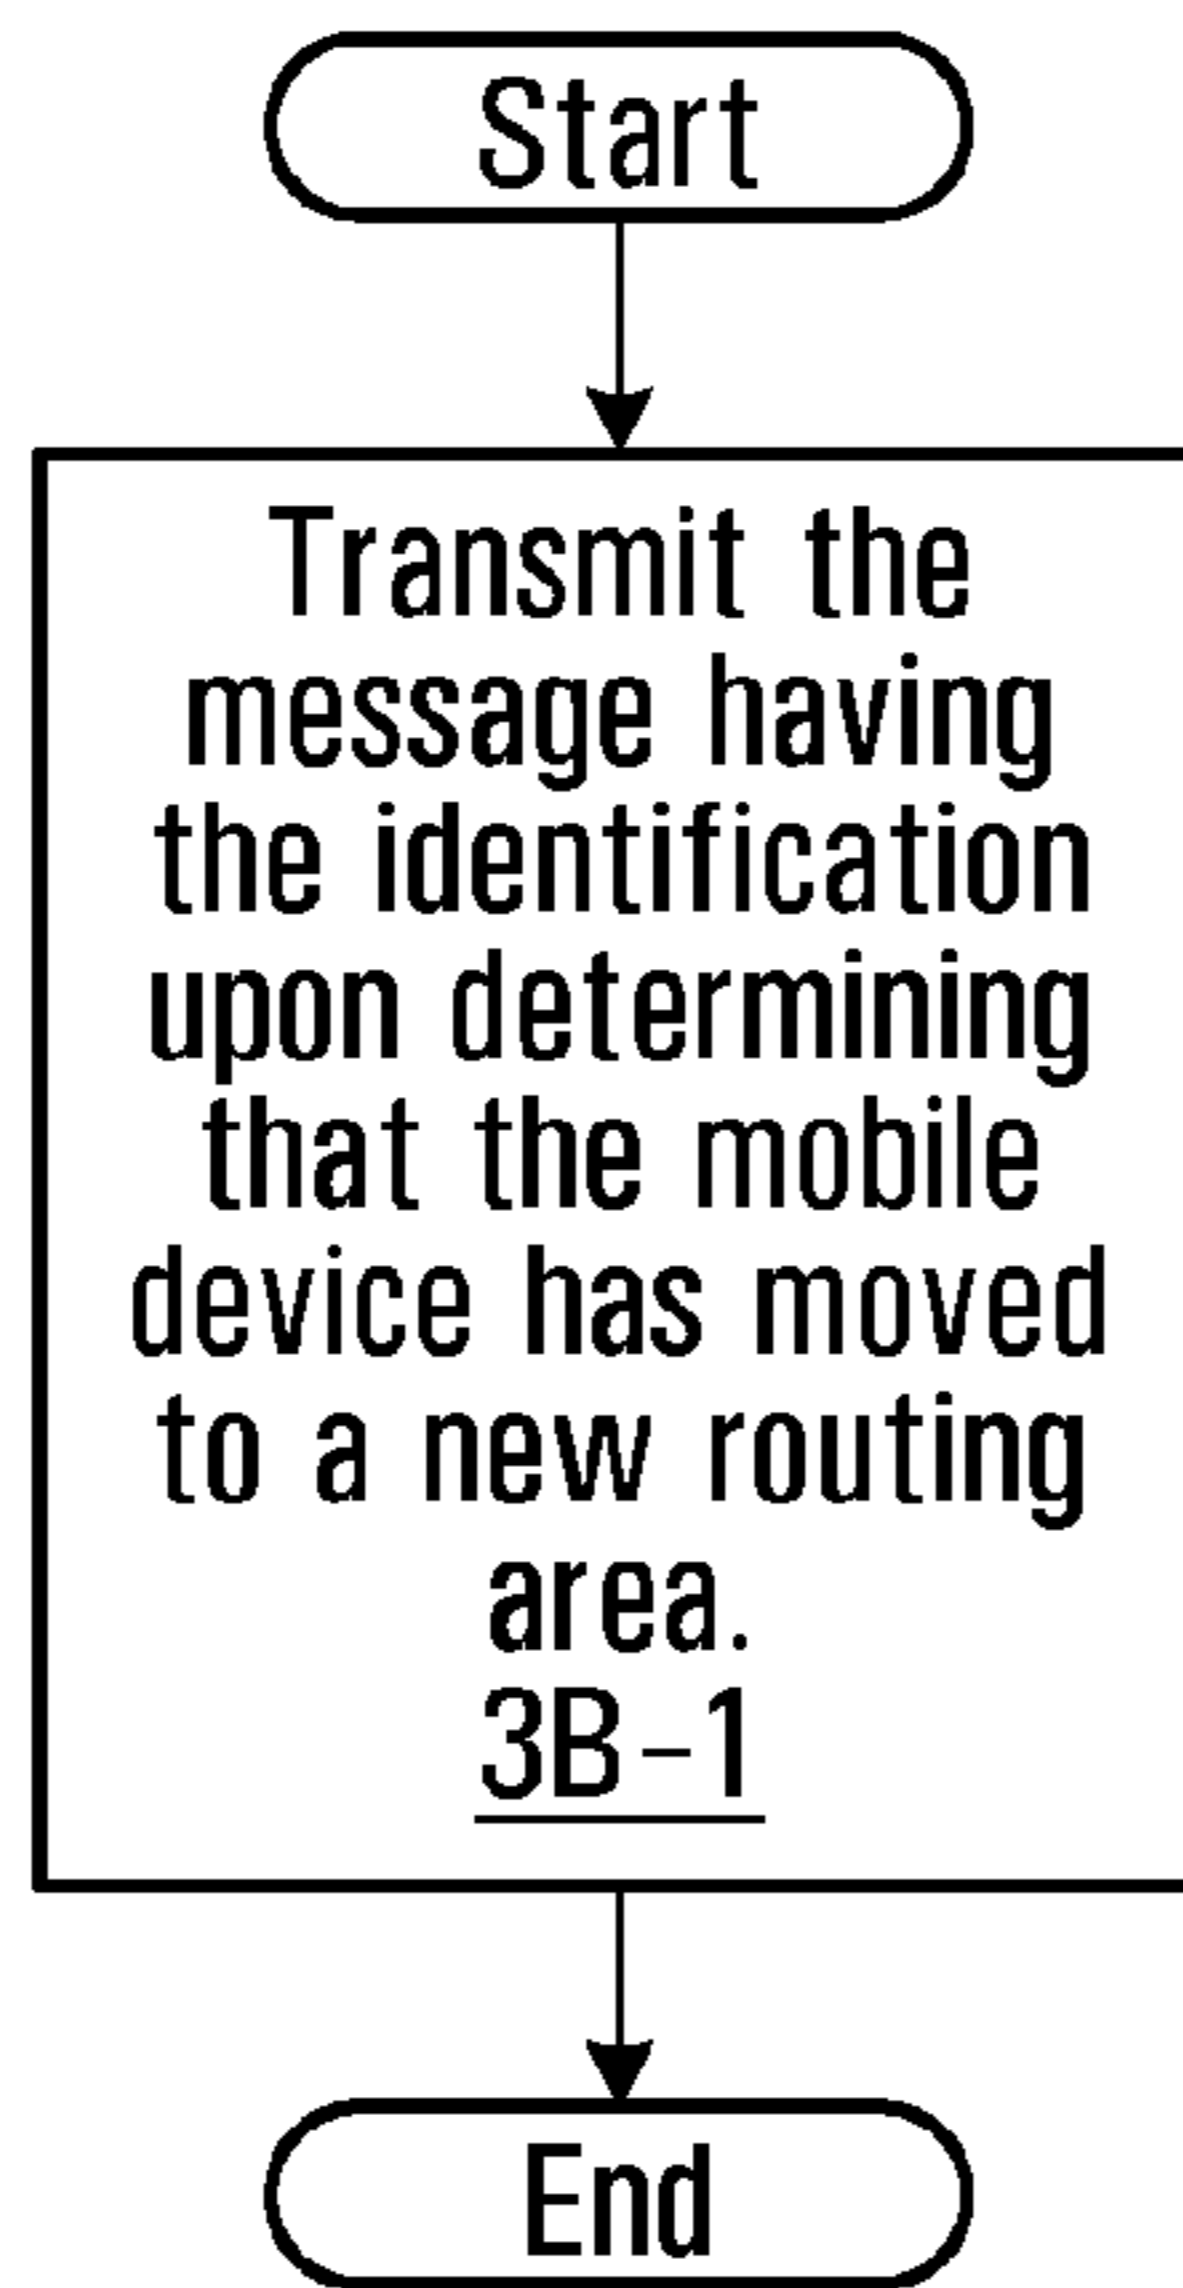 Start
Transmit the
message having
the identification
upon determining
that the mobile
device has moved
to a new routing
area.
3B-1
End